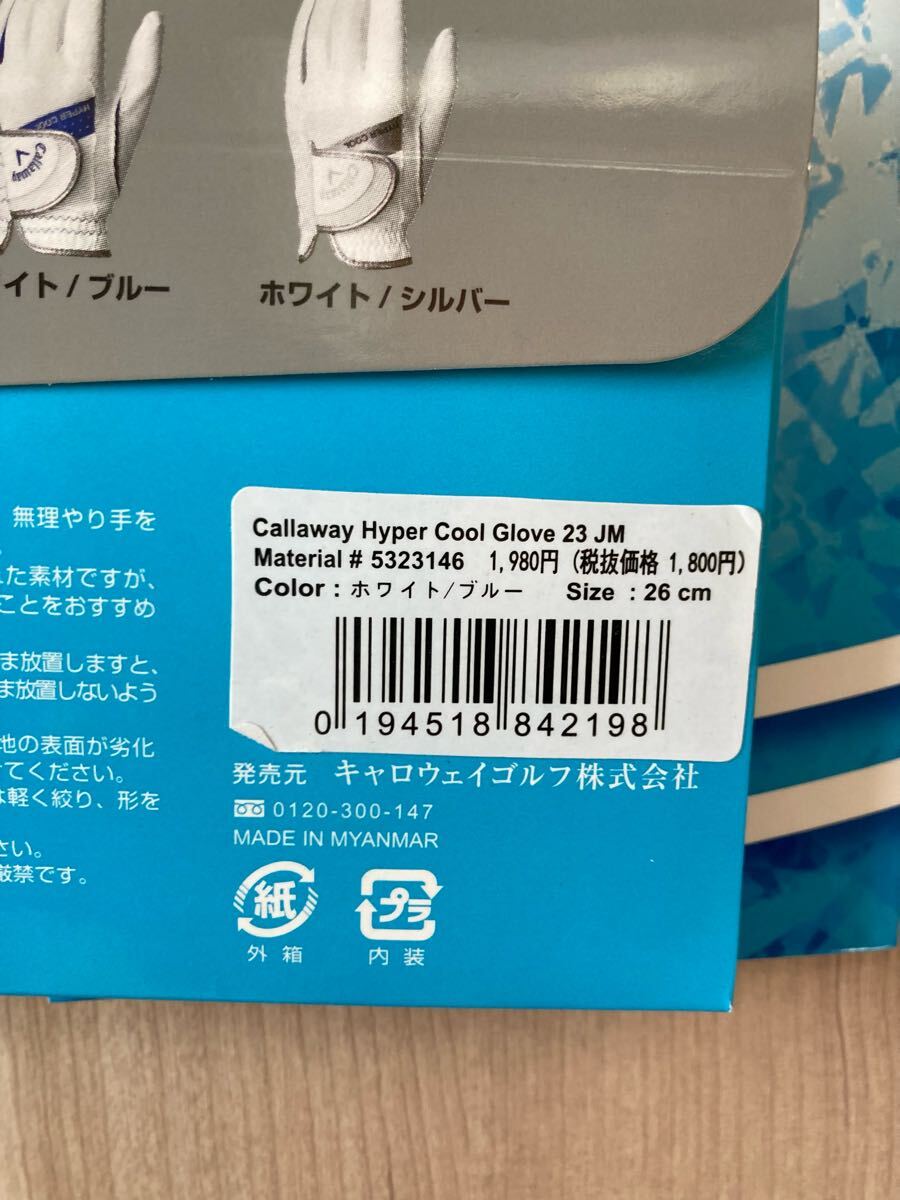 HYPER COOL
Callaway
HYPER COOL
Callaway
イト/ブルー
ホワイト/シルバー
無理やり手を
た素材ですが、
ことをおすすめ
ま放置しますと、
ま放置しないよう
地の表面が劣化
てください。
は軽く絞り、形を
さい。
厳禁です。
Callaway Hyper Cool Glove 23 JM
Material # 5323146 1,980円 (税抜価格 1,800円)
Color : ホワイト/ブルー Size : 26 cm
0 194518 842198
発売元 キャロウェイゴルフ株式会社
0120-300-147
MADE IN MYANMAR
紙
外箱
プラ
内装